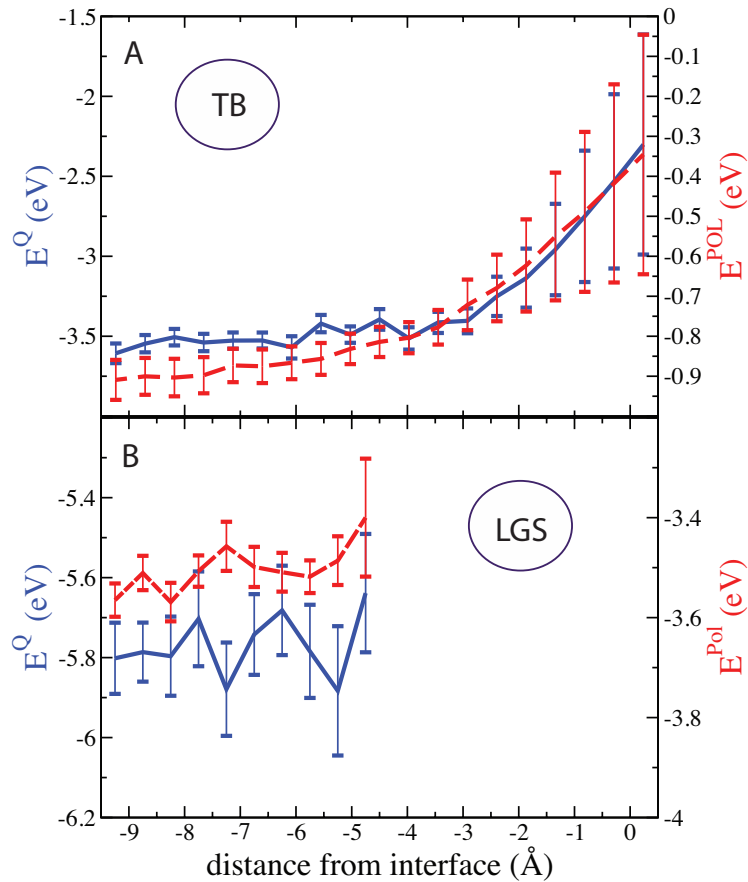 A
TB
-1.5
-2
-2.5
-3
-3.5
E^Q (eV)
0
-0.1
-0.2
-0.3
-0.4
-0.5
-0.6
-0.7
-0.8
-0.9
E^POL (eV)
B
LGS
-5.4
-5.6
-5.8
-6
-6.2
E^Q (eV)
-3.4
-3.6
-3.8
-4
E^Pol (eV)
-9 -8 -7 -6 -5 -4 -3 -2 -1 0
distance from interface (Å)